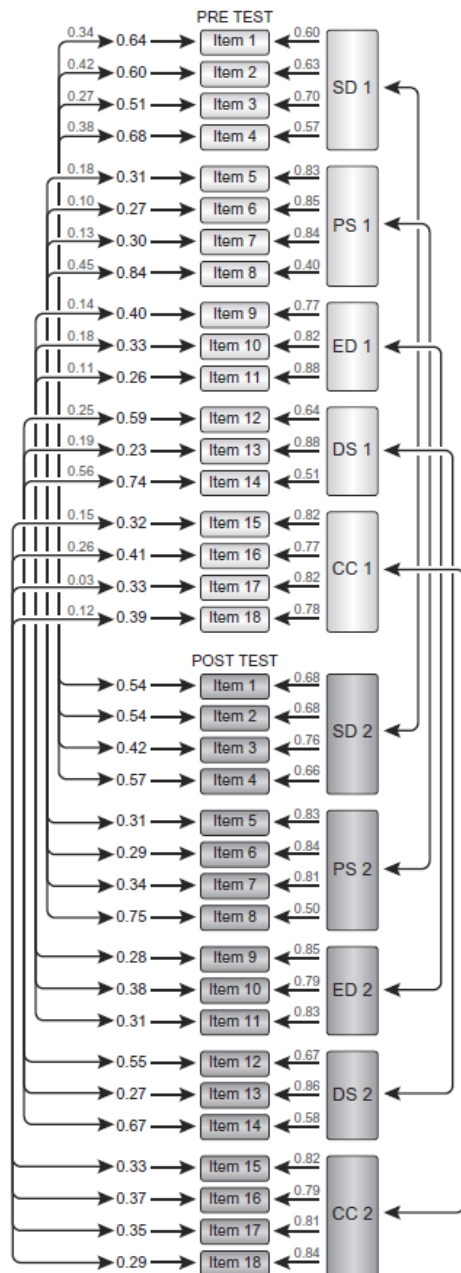 PRE TEST
0.34 0.64 Item 1 0.60
0.42 0.60 Item 2 0.63
SD 1
0.27 0.51 Item 3 0.70
0.38 0.68 Item 4 0.57
0.18 0.31 Item 5 0.83
0.10 0.27 Item 6 0.85
PS 1
0.13 0.30 Item 7 0.84
0.45 0.84 Item 8 0.40
0.14 0.40 Item 9 0.77
0.18 0.33 Item 10 0.82 ED 1
0.11 0.26 Item 11 0.88
0.25 0.59 Item 12 0.64
0.19 0.23 Item 13 0.88 DS 1
0.56 0.74 Item 14 0.51
0.15 0.32 Item 15 0.82
0.26 0.41 Item 16 0.77
CC 1
0.03 0.33 Item 17 0.82
0.12 0.39 Item 18 0.78
POST TEST
0.54 Item 1 0.68
0.54 Item 2 0.68
SD 2
0.42 Item 3 0.76
0.57 Item 4 0.66
0.31 Item 5 0.83
0.29 Item 6 0.84
PS 2
0.34 Item 7 0.81
0.75 Item 8 0.50
0.28 Item 9 0.85
0.38 Item 10 0.79 ED 2
0.31 Item 11 0.83
0.55 Item 12 0.67
0.27 Item 13 0.86 DS 2
0.67 Item 14 0.58
0.33 Item 15 0.82
0.37 Item 16 0.79
CC 2
0.35 Item 17 0.81
0.29 Item 18 0.84